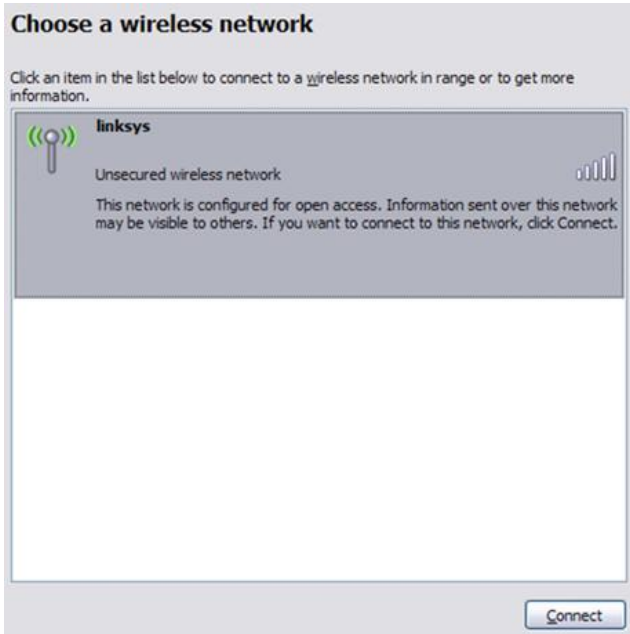 Choose a wireless network
Click an item in the list below to connect to a wireless network in range or to get more
information.
linksys
Unsecured wireless network
This network is configured for open access. Information sent over this network
may be visible to others. If you want to connect to this network, click Connect.
Connect